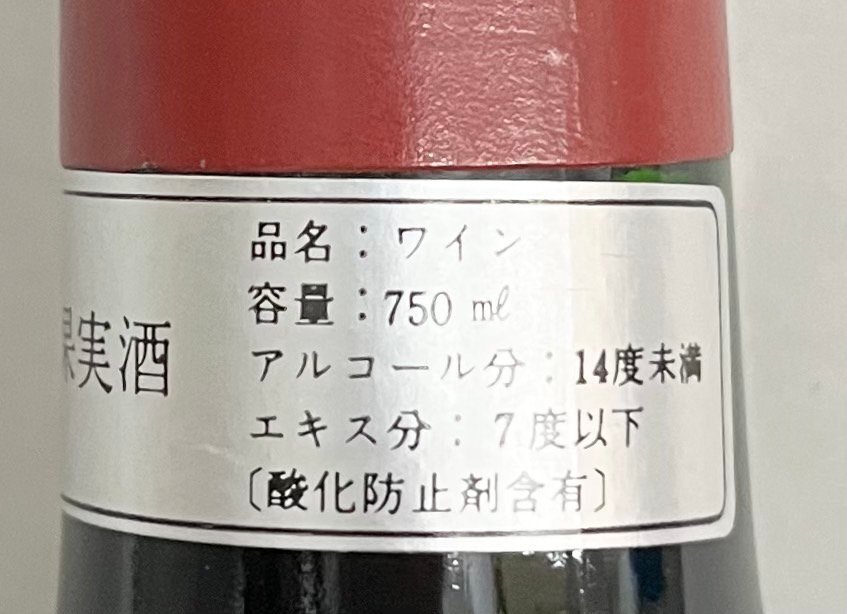 果実酒
品名：ワイン
容量：750 ㎖
アルコール分：14度未満
エキス分：7度以下
〔酸化防止剤含有〕